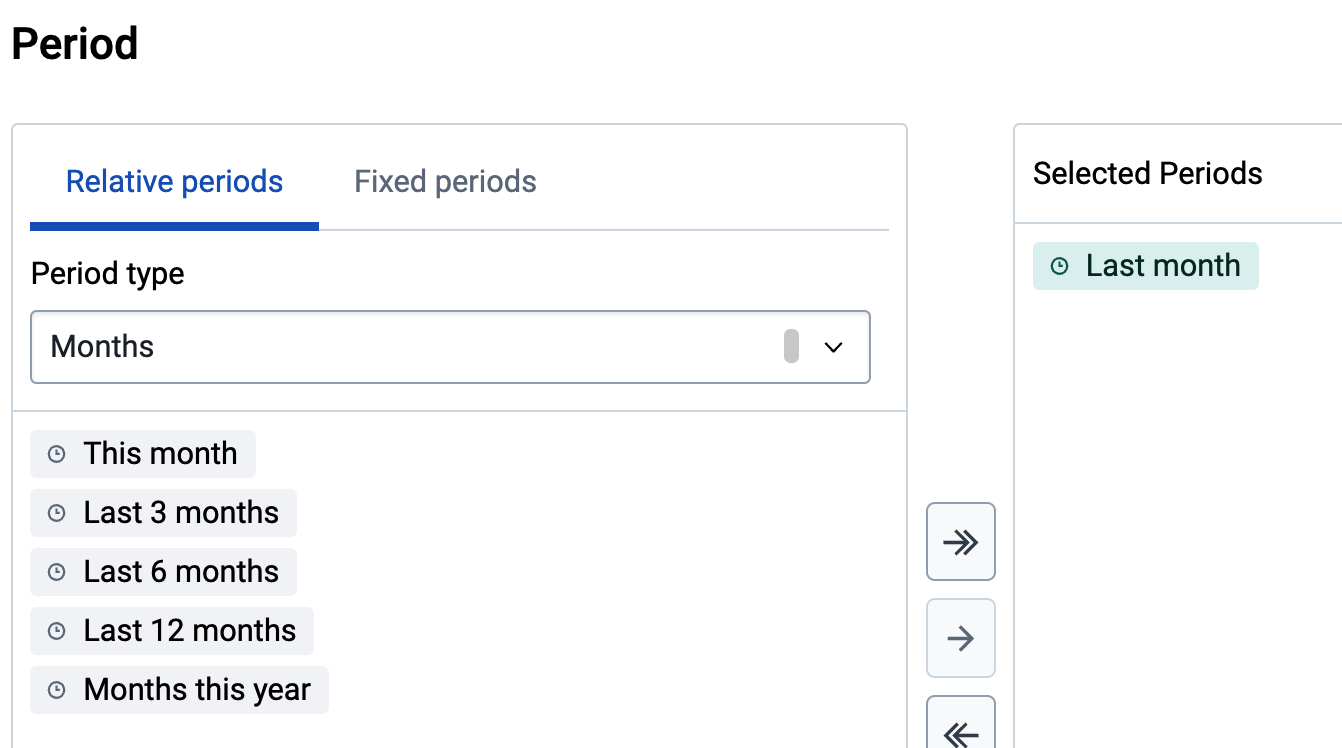 Period
Relative periods
Fixed periods
Period type
Months
This month
Last 3 months
Last 6 months
Last 12 months
Months this year
Selected Periods
Last month